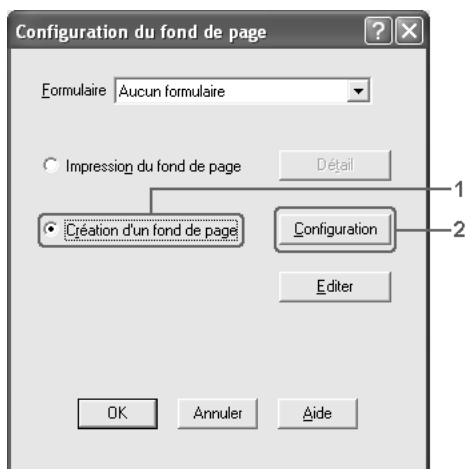 Configuration du fond de page
Formulaire Aucun formulaire
Impression du fond de page Détail
1
Création d'un fond de page Configuration
2
Editer
OK Annuler Aide